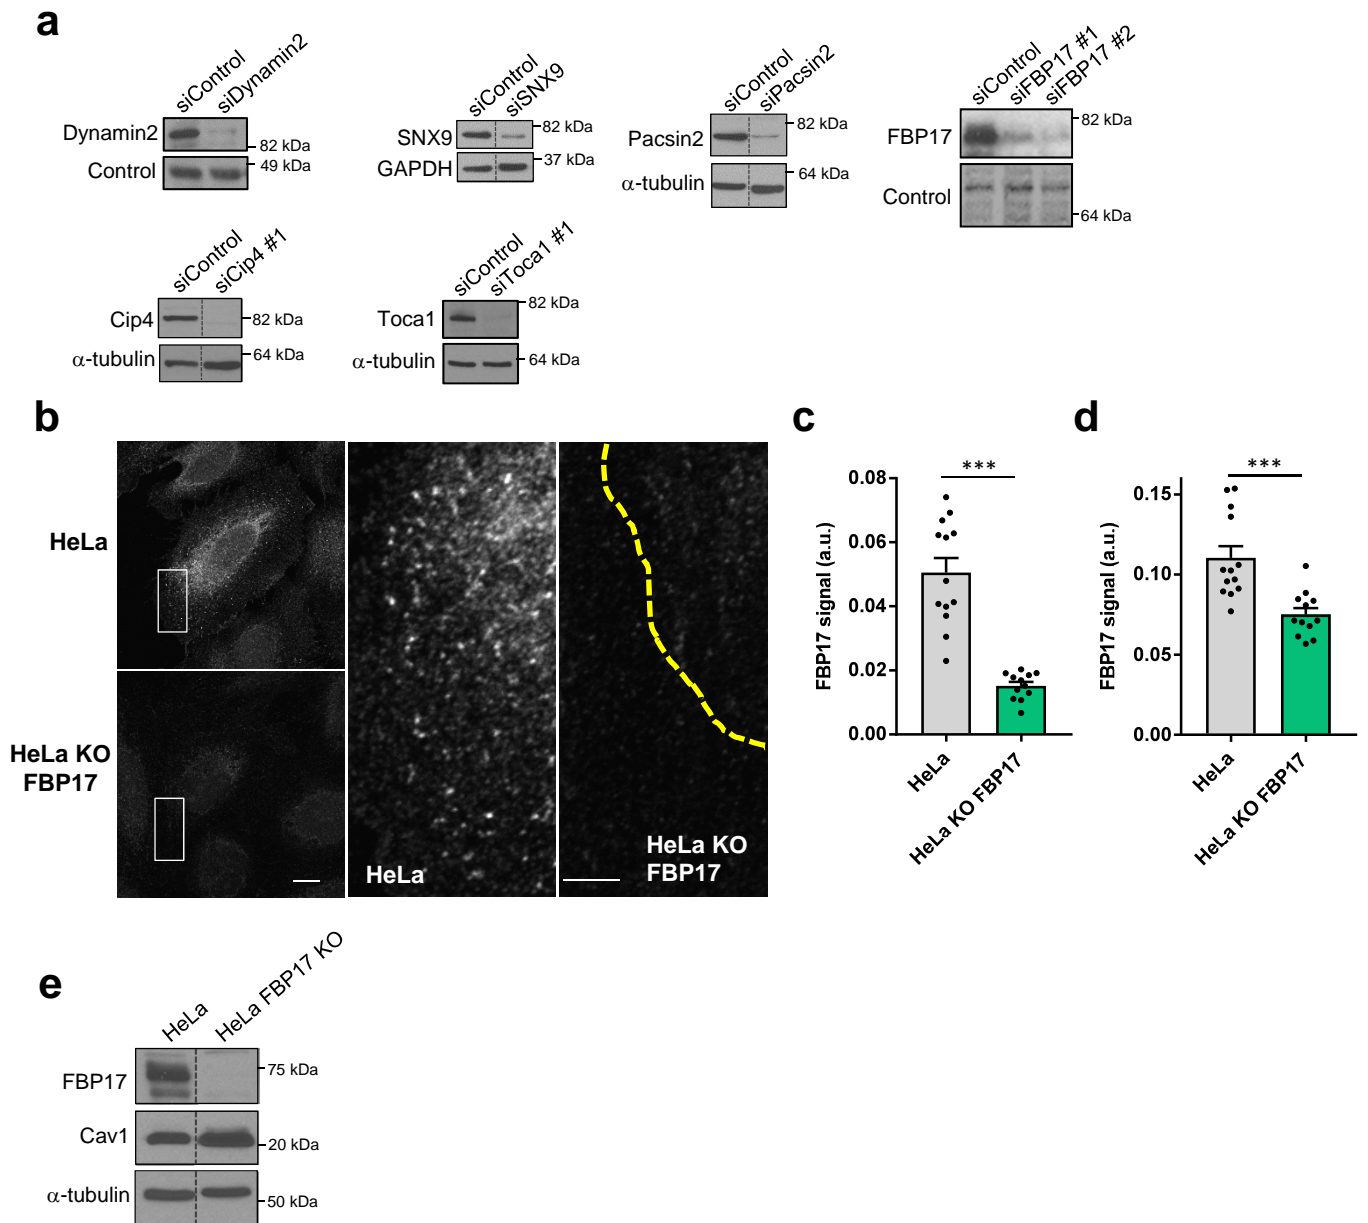 a
siControl
siDynamin2
Dynamin2
82 kDa
Control
49 kDa
siControl
siSNX9
SNX9
82 kDa
GAPDH
37 kDa
siControl
siPacsin2
Pacsin2
82 kDa
α-tubulin
64 kDa
siControl
siFBP17 #1
siFBP17 #2
FBP17
82 kDa
Control
64 kDa
siControl
siCip4 #1
Cip4
82 kDa
α-tubulin
64 kDa
siControl
siToca1 #1
Toca1
82 kDa
α-tubulin
64 kDa
b
HeLa
HeLa KO
FBP17
HeLa
HeLa KO
FBP17
c
FBP17 signal (a.u.)
0.08
0.06
0.04
0.02
0.00
***
HeLa
HeLa KO FBP17
d
FBP17 signal (a.u.)
0.15
0.10
0.05
0.00
***
HeLa
HeLa KO FBP17
e
HeLa
HeLa FBP17 KO
FBP17
75 kDa
Cav1
20 kDa
α-tubulin
50 kDa